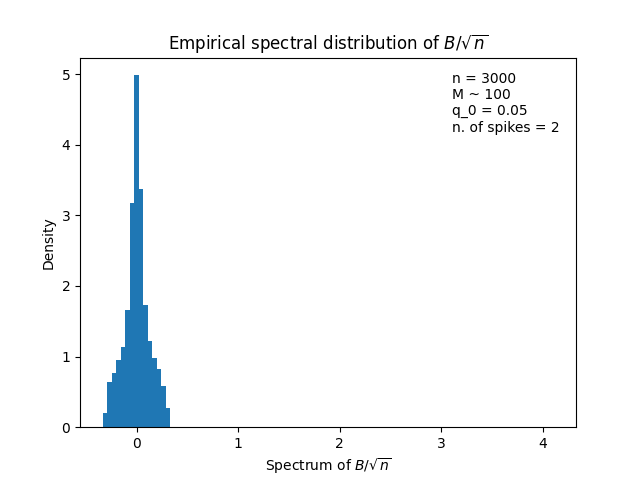 Empirical spectral distribution of B/√n
n = 3000
M ~ 100
q_0 = 0.05
n. of spikes = 2
Density
5
4
3
2
1
0
0 1 2 3 4
Spectrum of B/√n